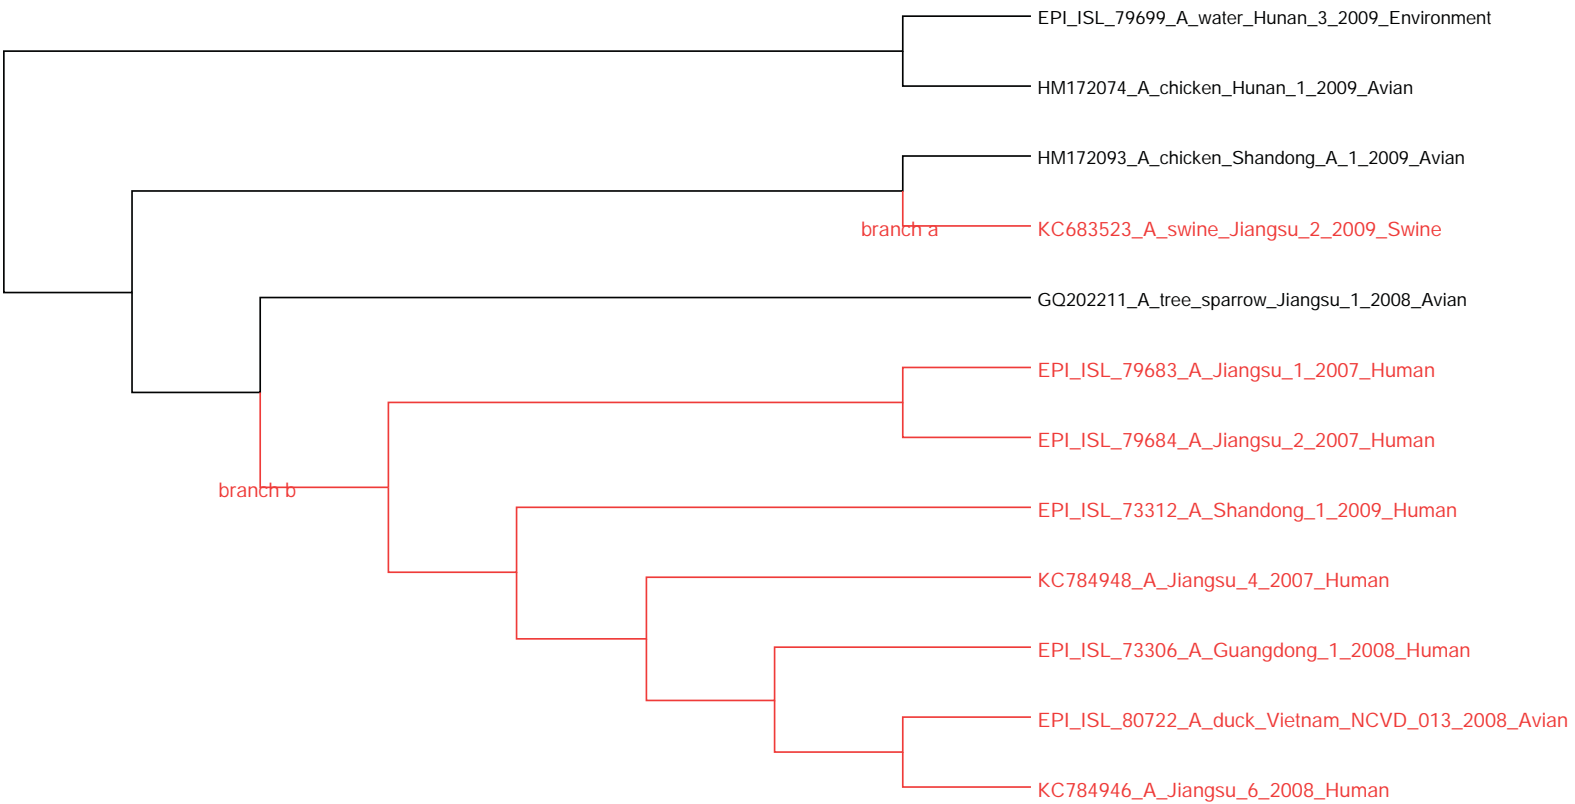 EPI_ISL_79699_A_water_Hunan_3_2009_Environment
HM172074_A_chicken_Hunan_1_2009_Avian
HM172093_A_chicken_Shandong_A_1_2009_Avian
branch a
KC683523_A_swine_Jiangsu_2_2009_Swine
GQ202211_A_tree_sparrow_Jiangsu_1_2008_Avian
EPI_ISL_79683_A_Jiangsu_1_2007_Human
EPI_ISL_79684_A_Jiangsu_2_2007_Human
branch b
EPI_ISL_73312_A_Shandong_1_2009_Human
KC784948_A_Jiangsu_4_2007_Human
EPI_ISL_73306_A_Guangdong_1_2008_Human
EPI_ISL_80722_A_duck_Vietnam_NCVD_013_2008_Avian
KC784946_A_Jiangsu_6_2008_Human